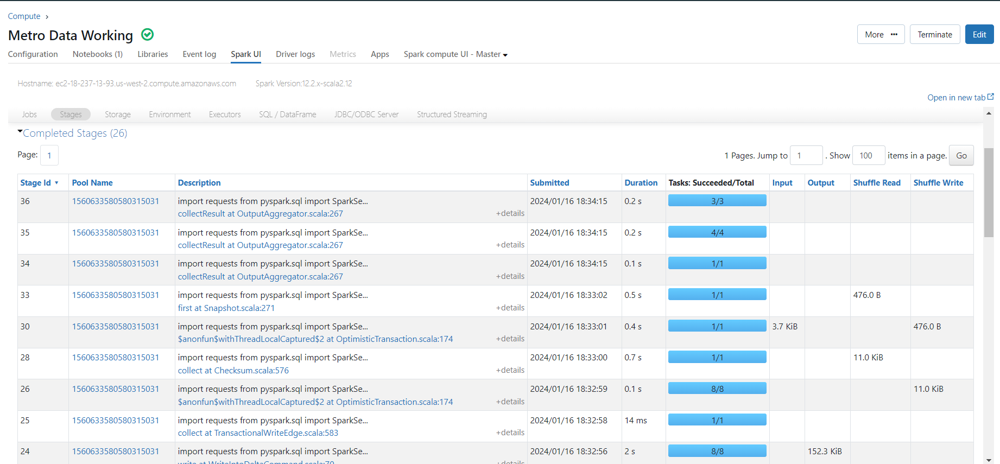 Compute ›
Metro Data Working
More ••• Terminate Edit
Configuration Notebooks (1) Libraries Event log Spark UI Driver logs Metrics Apps Spark compute UI - Master
Hostname: ec2-18-237-13-93.us-west-2.compute.amazonaws.com Spark Version:12.2.x-scala2.12
Open in new tab
Jobs Stages Storage Environment Executors SQL / DataFrame JDBC/ODBC Server Structured Streaming
Completed Stages (26)
Page: 1 1 Pages. Jump to 1 . Show 100 items in a page. Go
Stage Id Pool Name Description Submitted Duration Tasks: Succeeded/Total Input Output Shuffle Read Shuffle Write
36 1560633580580315031 import requests from pyspark.sql import SparkSe... 2024/01/16 18:34:15 0.2 s 3/3
collectResult at OutputAggregator.scala:267 +details
35 1560633580580315031 import requests from pyspark.sql import SparkSe... 2024/01/16 18:34:15 0.2 s 4/4
collectResult at OutputAggregator.scala:267 +details
34 1560633580580315031 import requests from pyspark.sql import SparkSe... 2024/01/16 18:34:15 0.1 s 1/1
collectResult at OutputAggregator.scala:267 +details
33 1560633580580315031 import requests from pyspark.sql import SparkSe... 2024/01/16 18:33:02 0.5 s 1/1 476.0 B
first at Snapshot.scala:271 +details
30 1560633580580315031 import requests from pyspark.sql import SparkSe... 2024/01/16 18:33:01 0.4 s 1/1 3.7 KiB 476.0 B
$anonfun$withThreadLocalCaptured$2 at OptimisticTransaction.scala:174 +details
28 1560633580580315031 import requests from pyspark.sql import SparkSe... 2024/01/16 18:33:00 0.7 s 1/1 11.0 KiB
collect at Checksum.scala:576 +details
26 1560633580580315031 import requests from pyspark.sql import SparkSe... 2024/01/16 18:32:59 0.1 s 8/8 11.0 KiB
$anonfun$withThreadLocalCaptured$2 at OptimisticTransaction.scala:174 +details
25 1560633580580315031 import requests from pyspark.sql import SparkSe... 2024/01/16 18:32:58 14 ms 1/1
collect at TransactionalWriteEdge.scala:583 +details
24 1560633580580315031 import requests from pyspark.sql import SparkSe... 2024/01/16 18:32:56 2 s 8/8 152.3 KiB
write at WriteIntoDeltaCommand.scala:70 +details